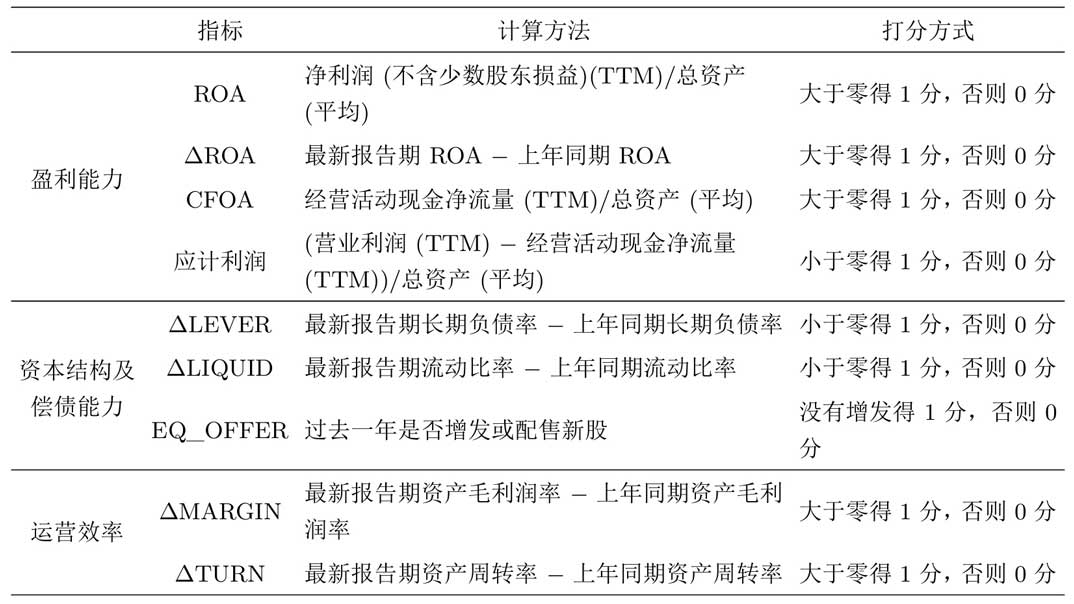 指标 计算方法 打分方式
盈利能力
ROA 净利润 (不含少数股东损益)(TTM)/总资产
(平均) 大于零得 1 分，否则 0 分
ΔROA 最新报告期 ROA − 上年同期 ROA 大于零得 1 分，否则 0 分
CFOA 经营活动现金净流量 (TTM)/总资产 (平均) 大于零得 1 分，否则 0 分
应计利润 (营业利润 (TTM) − 经营活动现金净流量
(TTM))/总资产 (平均) 小于零得 1 分，否则 0 分
资本结构及
偿债能力
ΔLEVER 最新报告期长期负债率 − 上年同期长期负债率 小于零得 1 分，否则 0 分
ΔLIQUID 最新报告期流动比率 − 上年同期流动比率 小于零得 1 分，否则 0 分
EQ_OFFER 过去一年是否增发或配售新股 没有增发得 1 分，否则 0
分
运营效率
ΔMARGIN 最新报告期资产毛利润率 − 上年同期资产毛利
润率 大于零得 1 分，否则 0 分
ΔTURN 最新报告期资产周转率 − 上年同期资产周转率 大于零得 1 分，否则 0 分